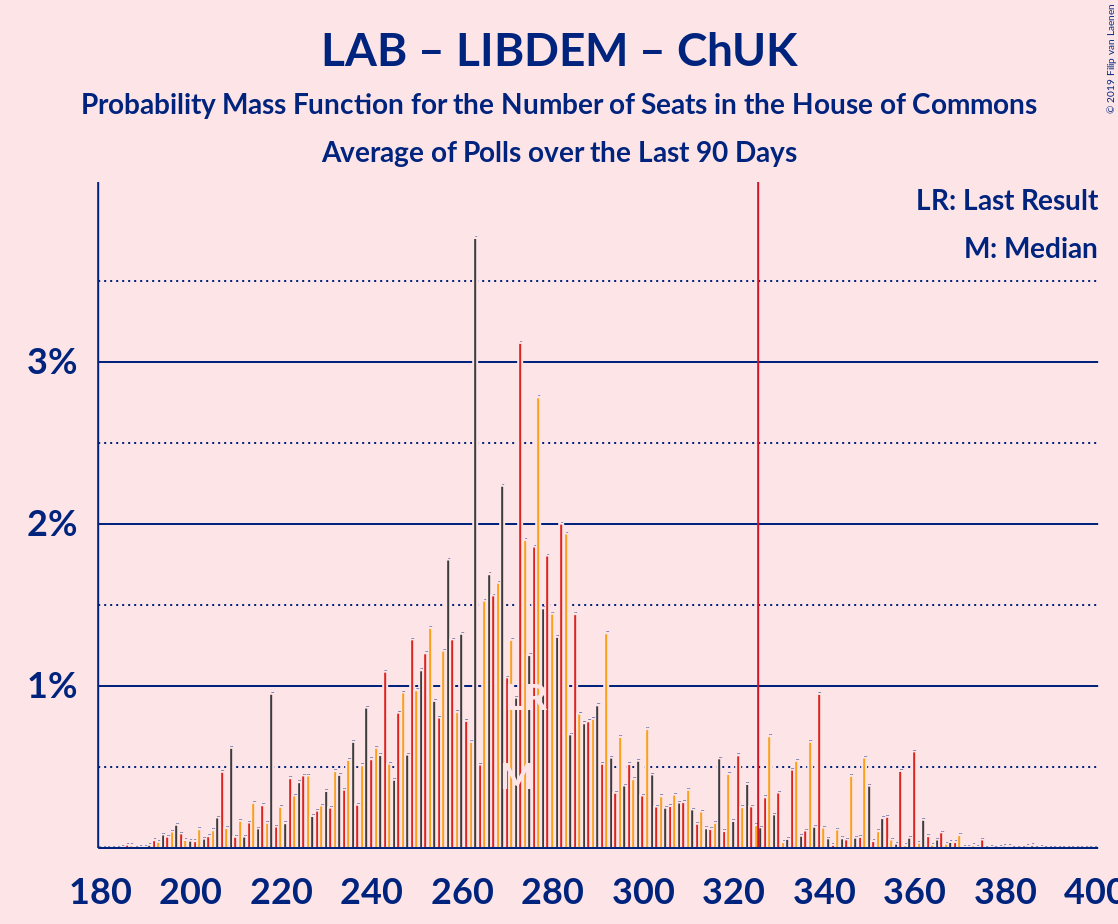 LAB – LIBDEM – ChUK
Probability Mass Function for the Number of Seats in the House of Commons
Average of Polls over the Last 90 Days
© 2019 Filip van Laenen
LR: Last Result
M: Median
3%
2%
1%
LR
M
180 200 220 240 260 280 300 320 340 360 380 400